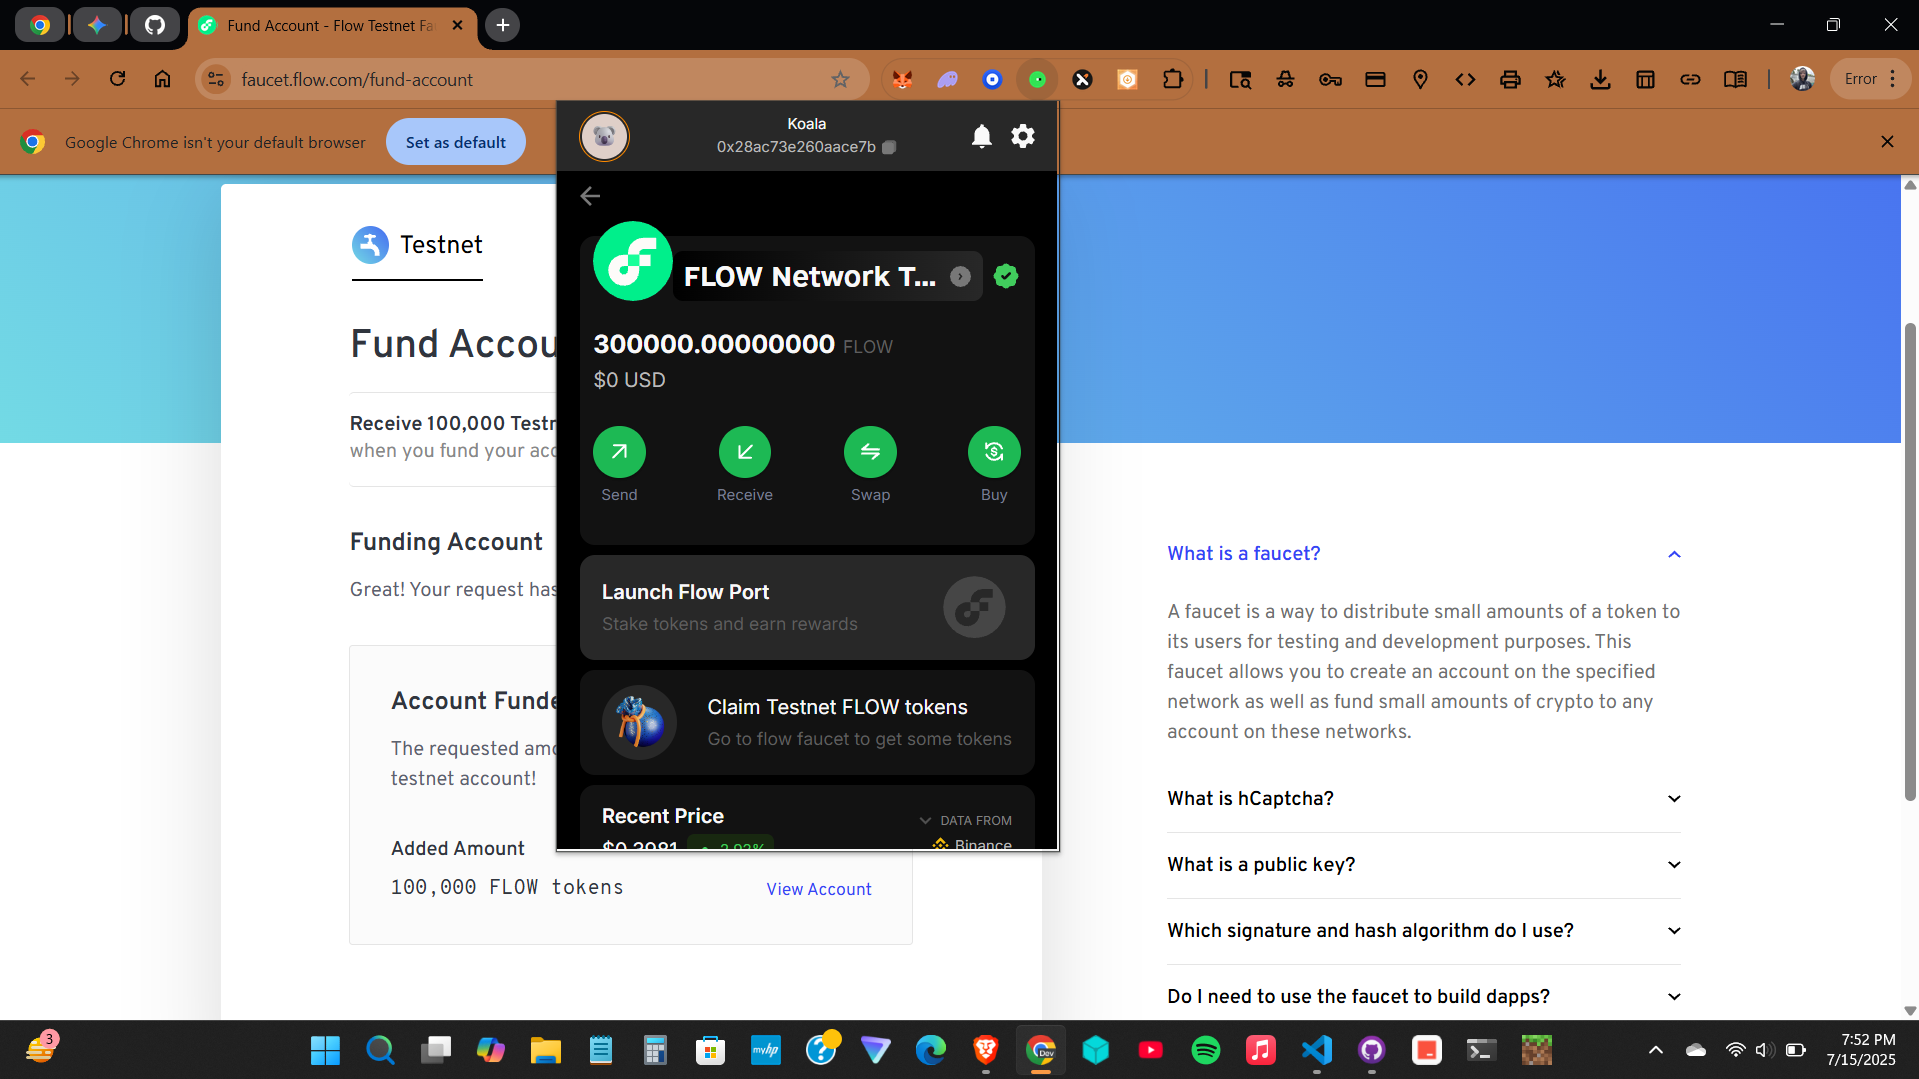 Fund Account - Flow Testnet Fa
faucet.flow.com/fund-account
Error
Google Chrome isn't your default browser
Set as default
Koala
0x28ac73e260aace7b
Testnet
FLOW Network T...
Fund Accou
300000.00000000 FLOW
$0 USD
Receive 100,000 Testn
when you fund your acc
Send
Receive
Swap
Buy
Funding Account
Great! Your request has
Launch Flow Port
Stake tokens and earn rewards
Account Funde
The requested amo
testnet account!
Claim Testnet FLOW tokens
Go to flow faucet to get some tokens
Recent Price
DATA FROM
$0.3981
2.93%
Binance
Added Amount
100,000 FLOW tokens
View Account
What is a faucet?
A faucet is a way to distribute small amounts of a token to
its users for testing and development purposes. This
faucet allows you to create an account on the specified
network as well as fund small amounts of crypto to any
account on these networks.
What is hCaptcha?
What is a public key?
Which signature and hash algorithm do I use?
Do I need to use the faucet to build dapps?
3
myhp
Dev
7:52 PM
7/15/2025